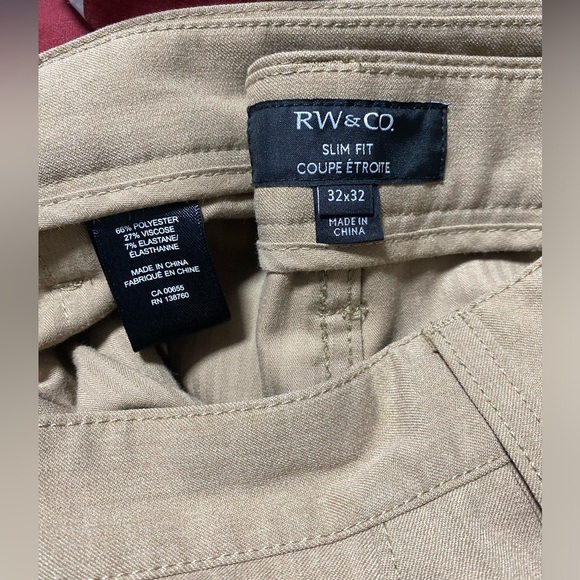 RW&CO.
SLIM FIT
COUPE ÉTROITE
32x32
MADE IN
CHINA
66% POLYESTER
27% VISCOSE
7% ELASTANE/
ÉLASTHANNE
MADE IN CHINA
FABRIQUÉ EN CHINE
CA 00655
RN 138760